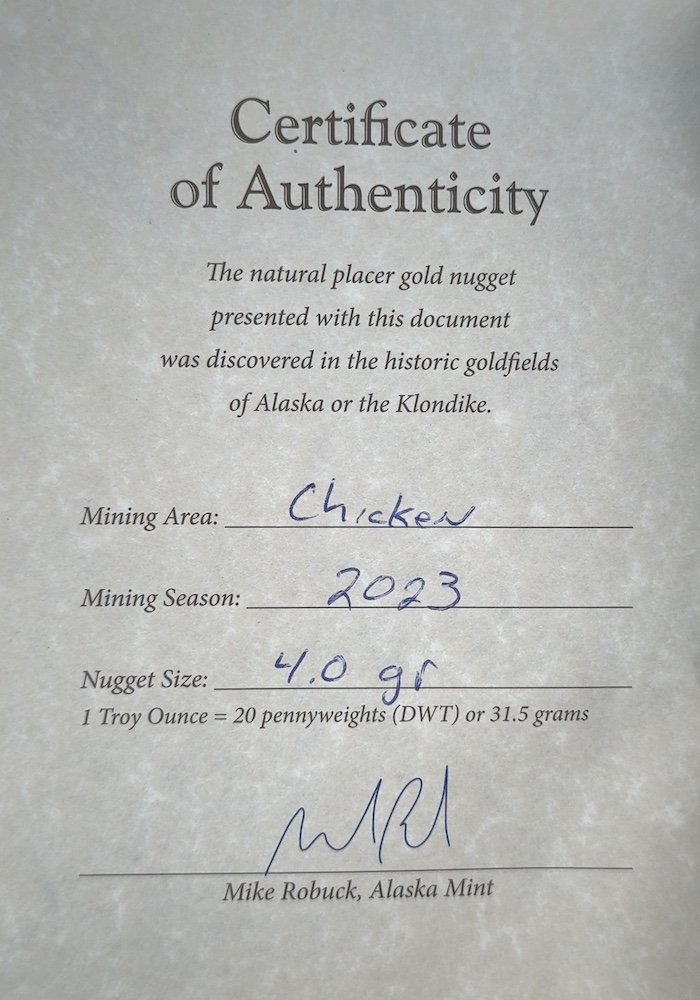 Certificate
of Authenticity
The natural placer gold nugget
presented with this document
was discovered in the historic goldfields
of Alaska or the Klondike.
Mining Area: Chicken
Mining Season: 2023
Nugget Size: 4.0 gr
1 Troy Ounce = 20 pennyweights (DWT) or 31.5 grams
Mike Robuck, Alaska Mint